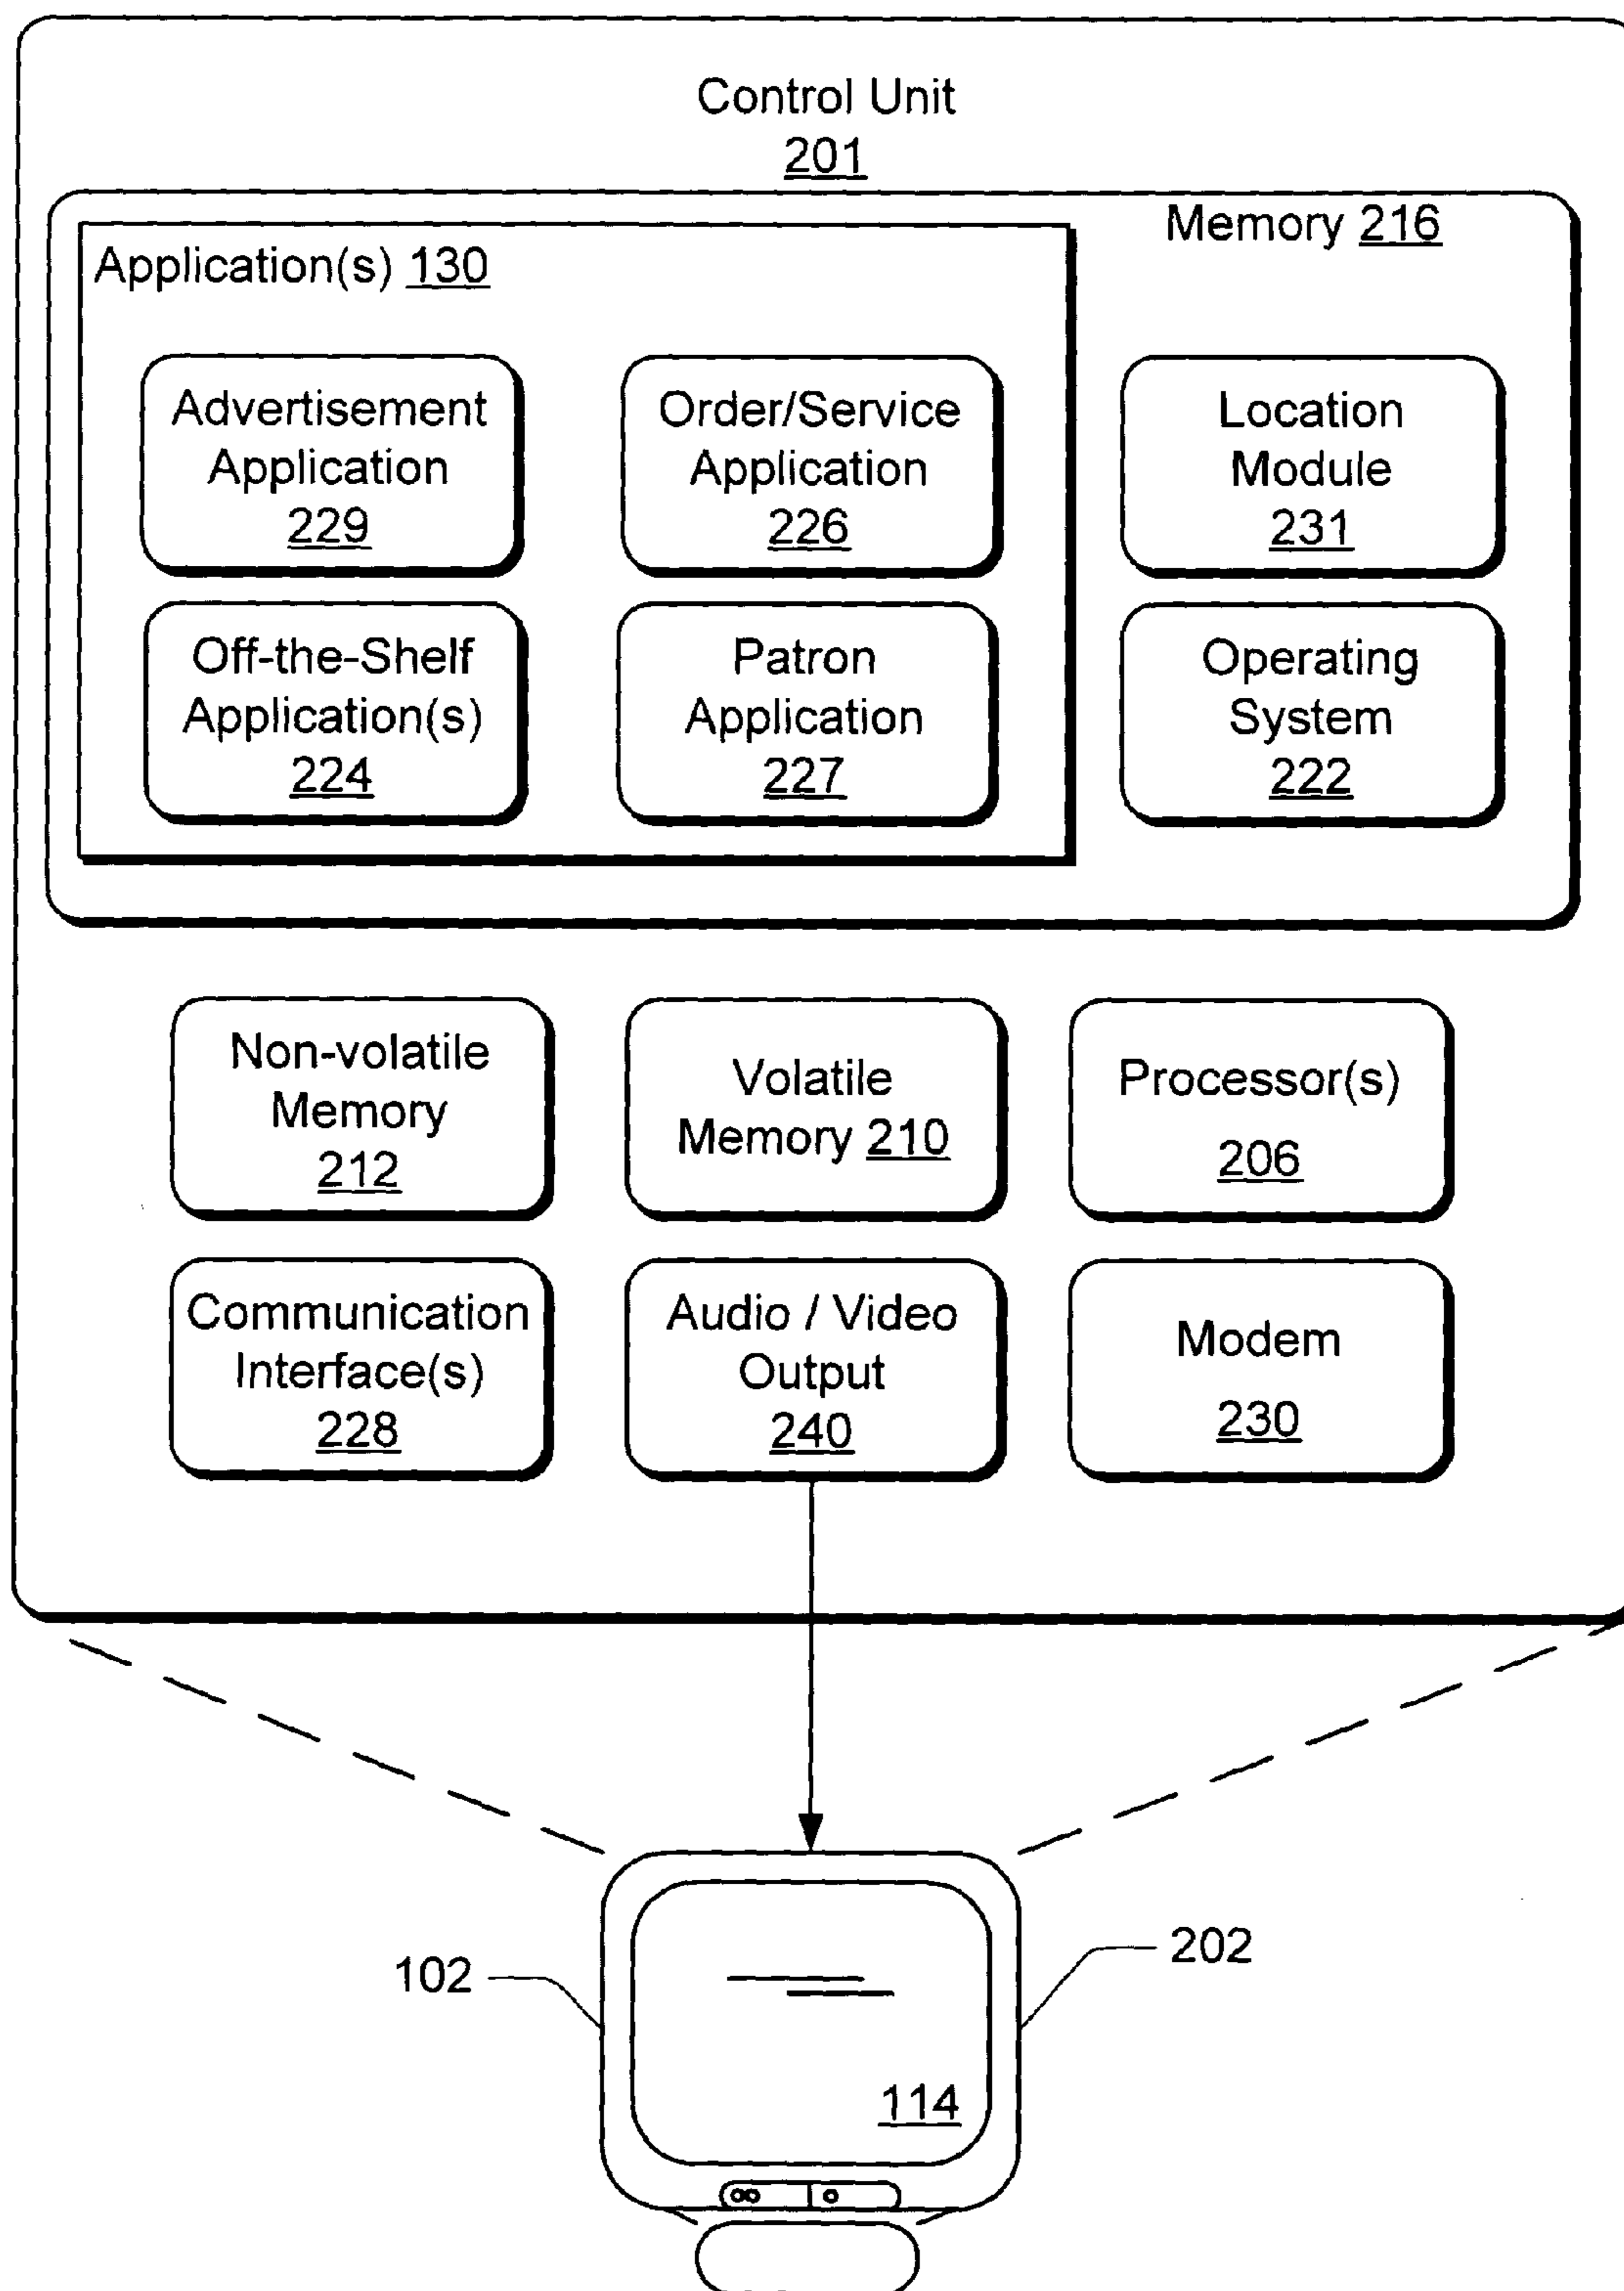 Control Unit
201
Memory 216
Application(s) 130
Advertisement
Application
229
Order/Service
Application
226
Location
Module
231
Off-the-Shelf
Application(s)
224
Patron
Application
227
Operating
System
222
Non-volatile
Memory
212
Volatile
Memory 210
Processor(s)
206
Communication
Interface(s)
228
Audio / Video
Output
240
Modem
230
102
202
114